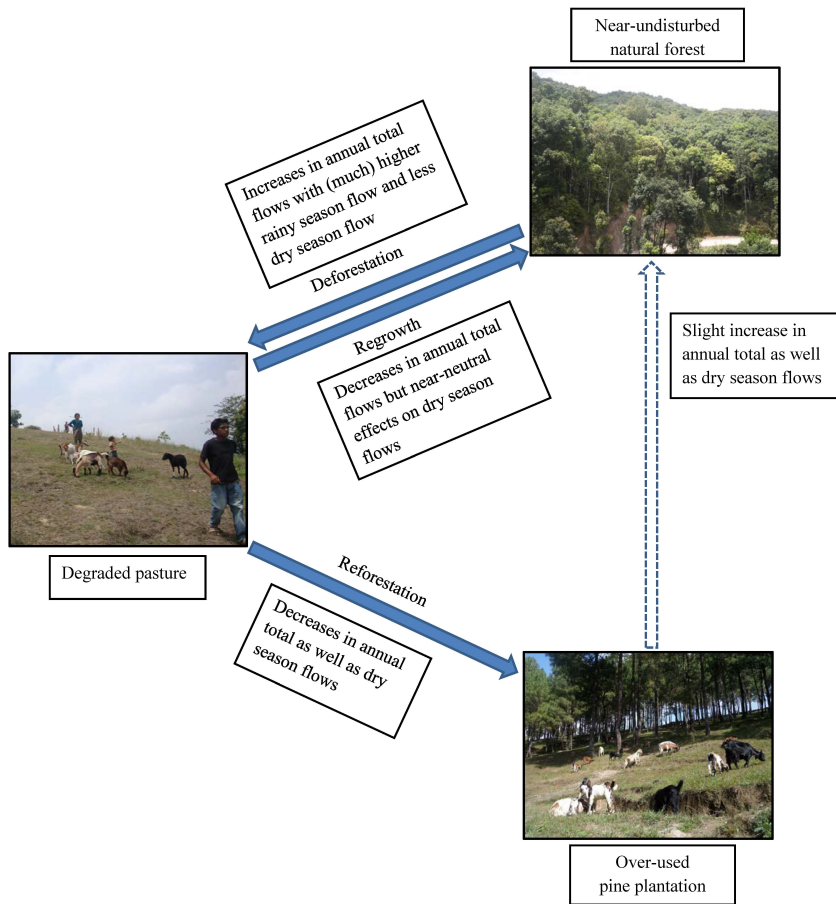 Near-undisturbed
natural forest
Increases in annual total
flows with (much) higher
rainy season flow and less
dry season flow
Deforestation
Regrowth
Decreases in annual total
flows but near-neutral
effects on dry season
flows
Slight increase in
annual total as well
as dry season flows
Degraded pasture
Reforestation
Decreases in annual
total as well as dry
season flows
Over-used
pine plantation